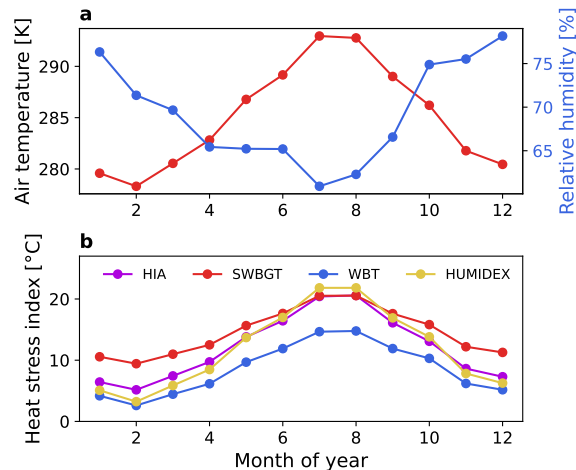 a
Air temperature [K]
290
285
280
Relative humidity [%]
75
70
65
2 4 6 8 10 12
b
Heat stress index [°C]
HIA SWBGT WBT HUMIDEX
20
10
0
2 4 6 8 10 12
Month of year